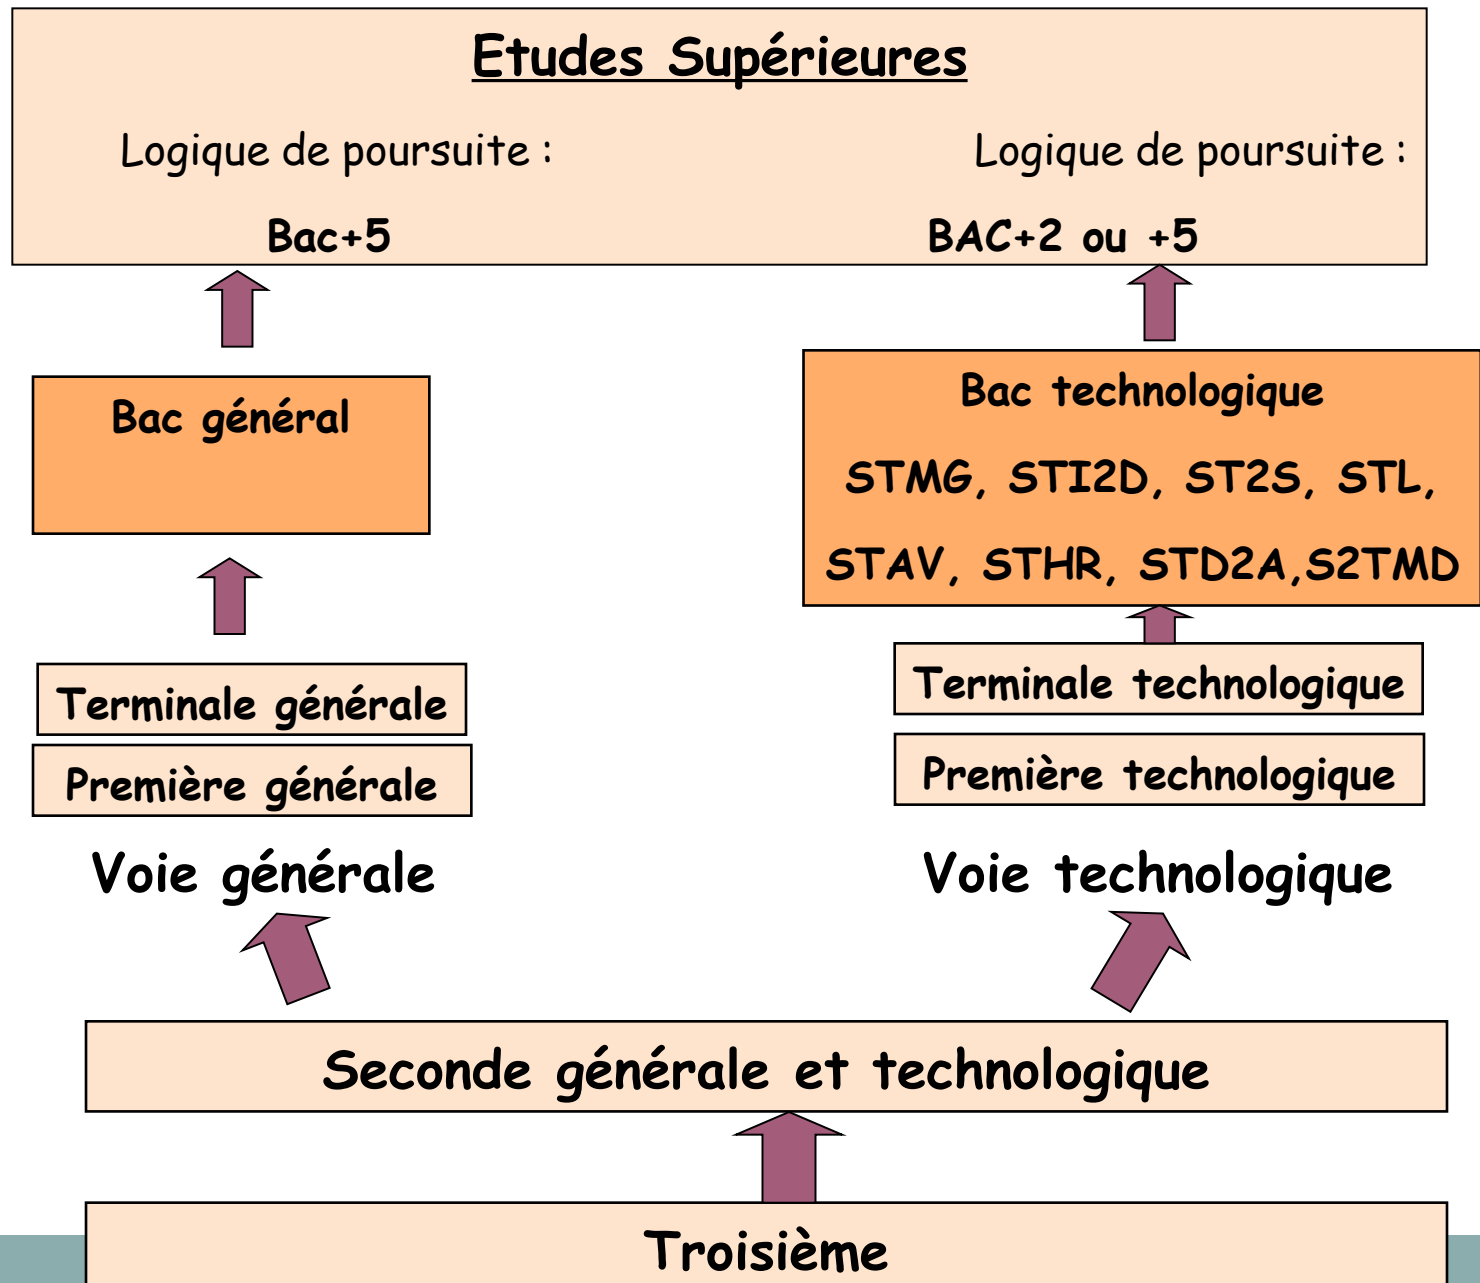 Etudes Supérieures
Logique de poursuite :
Bac+5
Logique de poursuite :
BAC+2 ou +5
Bac général
Bac technologique
STMG, STI2D, ST2S, STL,
STAV, STHR, STD2A,S2TMD
Terminale générale
Première générale
Terminale technologique
Première technologique
Voie générale
Voie technologique
Seconde générale et technologique
Troisième